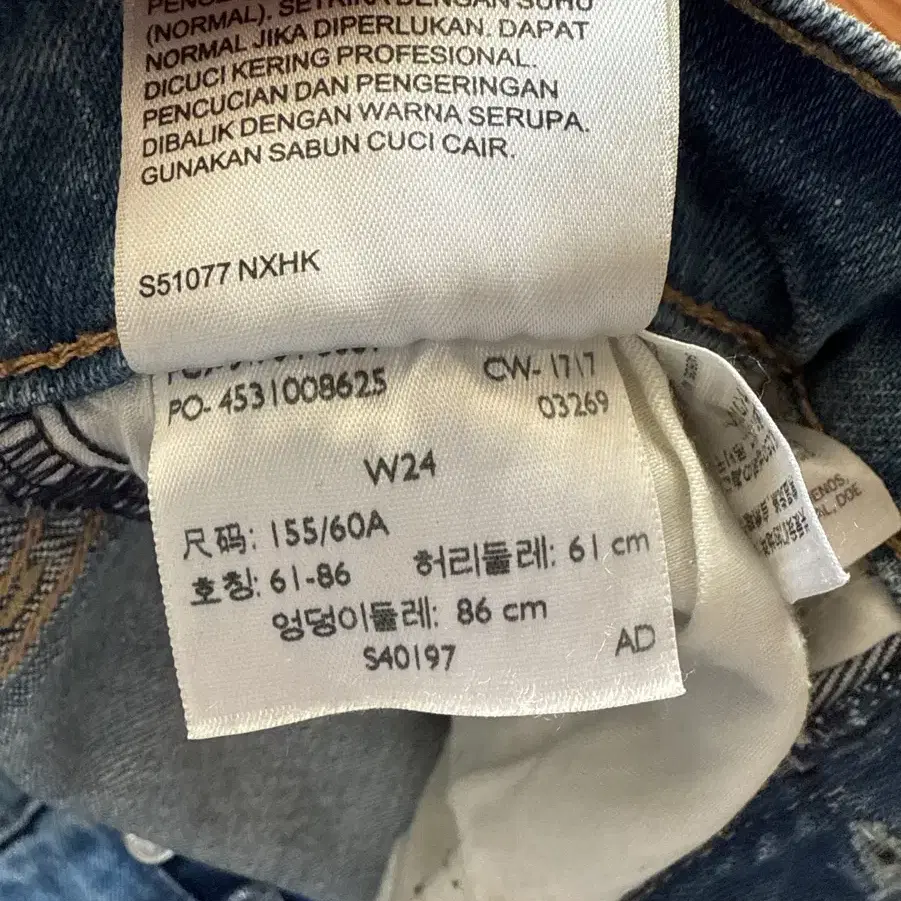 (NORMAL). SETRIKA DENGAN SUHU
NORMAL JIKA DIPERLUKAN. DAPAT
DICUCI KERING PROFESIONAL.
PENCUCIAN DAN PENGERINGAN
DIBALIK DENGAN WARNA SERUPA.
GUNAKAN SABUN CUCI CAIR.
S51077 NXHK
PO- 4531008625
CW- 1717
03269
W24
尺码: 155/60A
호칭: 61-86 허리둘레: 61 cm
엉덩이둘레: 86 cm
S40197
AD